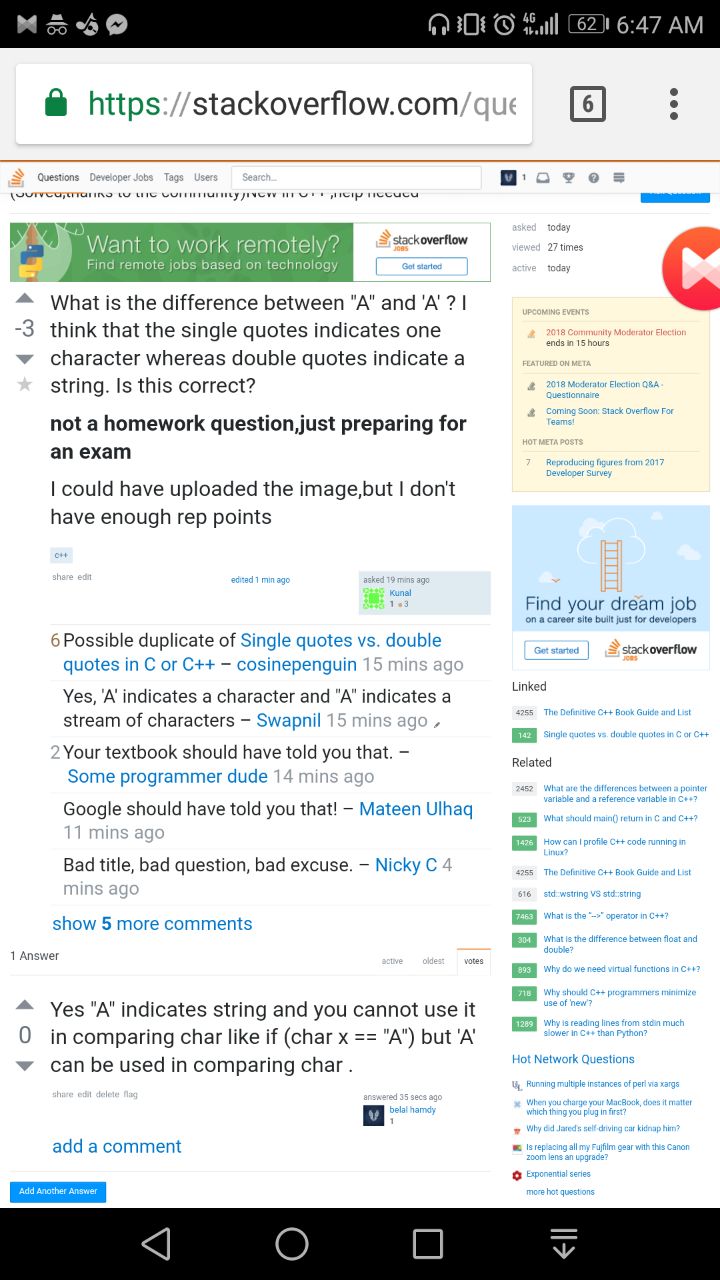 4G 62 6:47 AM
https://stackoverflow.com/que
6
Questions Developer Jobs Tags Users Search... 1
(Solved,thanks to the community)New in C++ ,help needed
Want to work remotely?
Find remote jobs based on technology
stackoverflow
JOBS
Get started
asked today
viewed 27 times
active today
-3
What is the difference between "A" and 'A' ? I
think that the single quotes indicates one
character whereas double quotes indicate a
string. Is this correct?
not a homework question,just preparing for
an exam
I could have uploaded the image,but I don't
have enough rep points
c++
share edit
edited 1 min ago
asked 19 mins ago
Kunal
1 3
6 Possible duplicate of Single quotes vs. double
quotes in C or C++ – cosinepenguin 15 mins ago
Yes, 'A' indicates a character and "A" indicates a
stream of characters – Swapnil 15 mins ago
2 Your textbook should have told you that. –
Some programmer dude 14 mins ago
Google should have told you that! – Mateen Ulhaq
11 mins ago
Bad title, bad question, bad excuse. – Nicky C 4
mins ago
show 5 more comments
1 Answer
active oldest votes
0
Yes "A" indicates string and you cannot use it
in comparing char like if (char x == "A") but 'A'
can be used in comparing char .
share edit delete flag
answered 35 secs ago
belal hamdy
1
add a comment
Add Another Answer
UPCOMING EVENTS
2018 Community Moderator Election
ends in 15 hours
FEATURED ON META
2018 Moderator Election Q&A -
Questionnaire
Coming Soon: Stack Overflow For
Teams!
HOT META POSTS
7 Reproducing figures from 2017
Developer Survey
Find your dream job
on a career site built just for developers
Get started
stackoverflow
JOBS
Linked
4255 The Definitive C++ Book Guide and List
142 Single quotes vs. double quotes in C or C++
Related
2452 What are the differences between a pointer
variable and a reference variable in C++?
523 What should main() return in C and C++?
1426 How can I profile C++ code running in
Linux?
4255 The Definitive C++ Book Guide and List
616 std::wstring VS std::string
7463 What is the "-->" operator in C++?
304 What is the difference between float and
double?
893 Why do we need virtual functions in C++?
718 Why should C++ programmers minimize
use of 'new'?
1289 Why is reading lines from stdin much
slower in C++ than Python?
Hot Network Questions
Running multiple instances of perl via xargs
When you charge your MacBook, does it matter
which thing you plug in first?
Why did Jared's self-driving car kidnap him?
Is replacing all my Fujifilm gear with this Canon
zoom lens an upgrade?
Exponential series
more hot questions